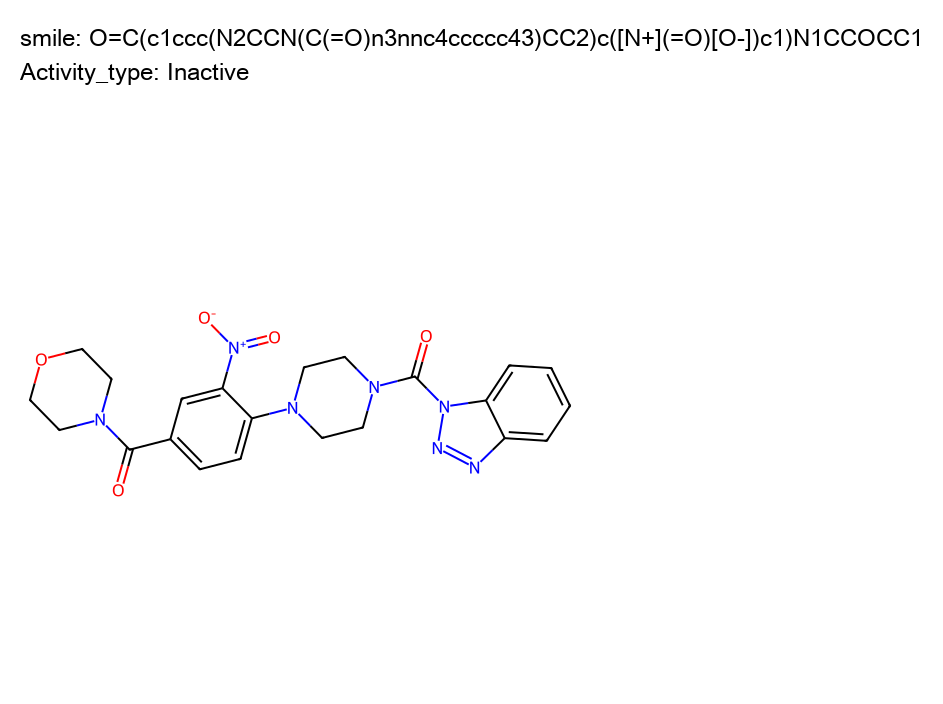 smile: O=C(c1ccc(N2CCN(C(=O)n3nnc4ccccc43)CC2)c([N+](=O)[O-])c1)N1CCOCC1
Activity_type: Inactive
O⁻
N⁺ O
O
O
N
N
N
N
O
N
N